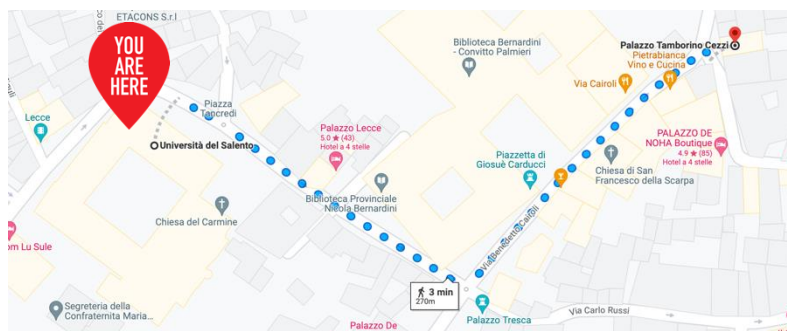 ETACONS S.r.l
YOU
ARE
HERE
Lecce
Piazza
Tancredi
Università del Salento
Palazzo Lecce
5.0 ★ (43)
Hotel a 4 stelle
Biblioteca Bernardini
- Convitto Palmieri
Palazzo Tamborino Cezzi
Pietrabianca
Vino e Cucina
Via Cairoli
PALAZZO DE
NOHA Boutique
4.9 ★ (85)
Hotel a 4 stelle
Piazzetta di
Giosuè Carducci
Chiesa di San
Francesco della Scarpa
Biblioteca Provinciale
Nicola Bernardini
Chiesa del Carmine
Via Benedetto Cairoli
om Lu Sule
3 min
270m
Segreteria della
Confraternita Maria...
Palazzo De
Palazzo Tresca
Via Carlo Russi